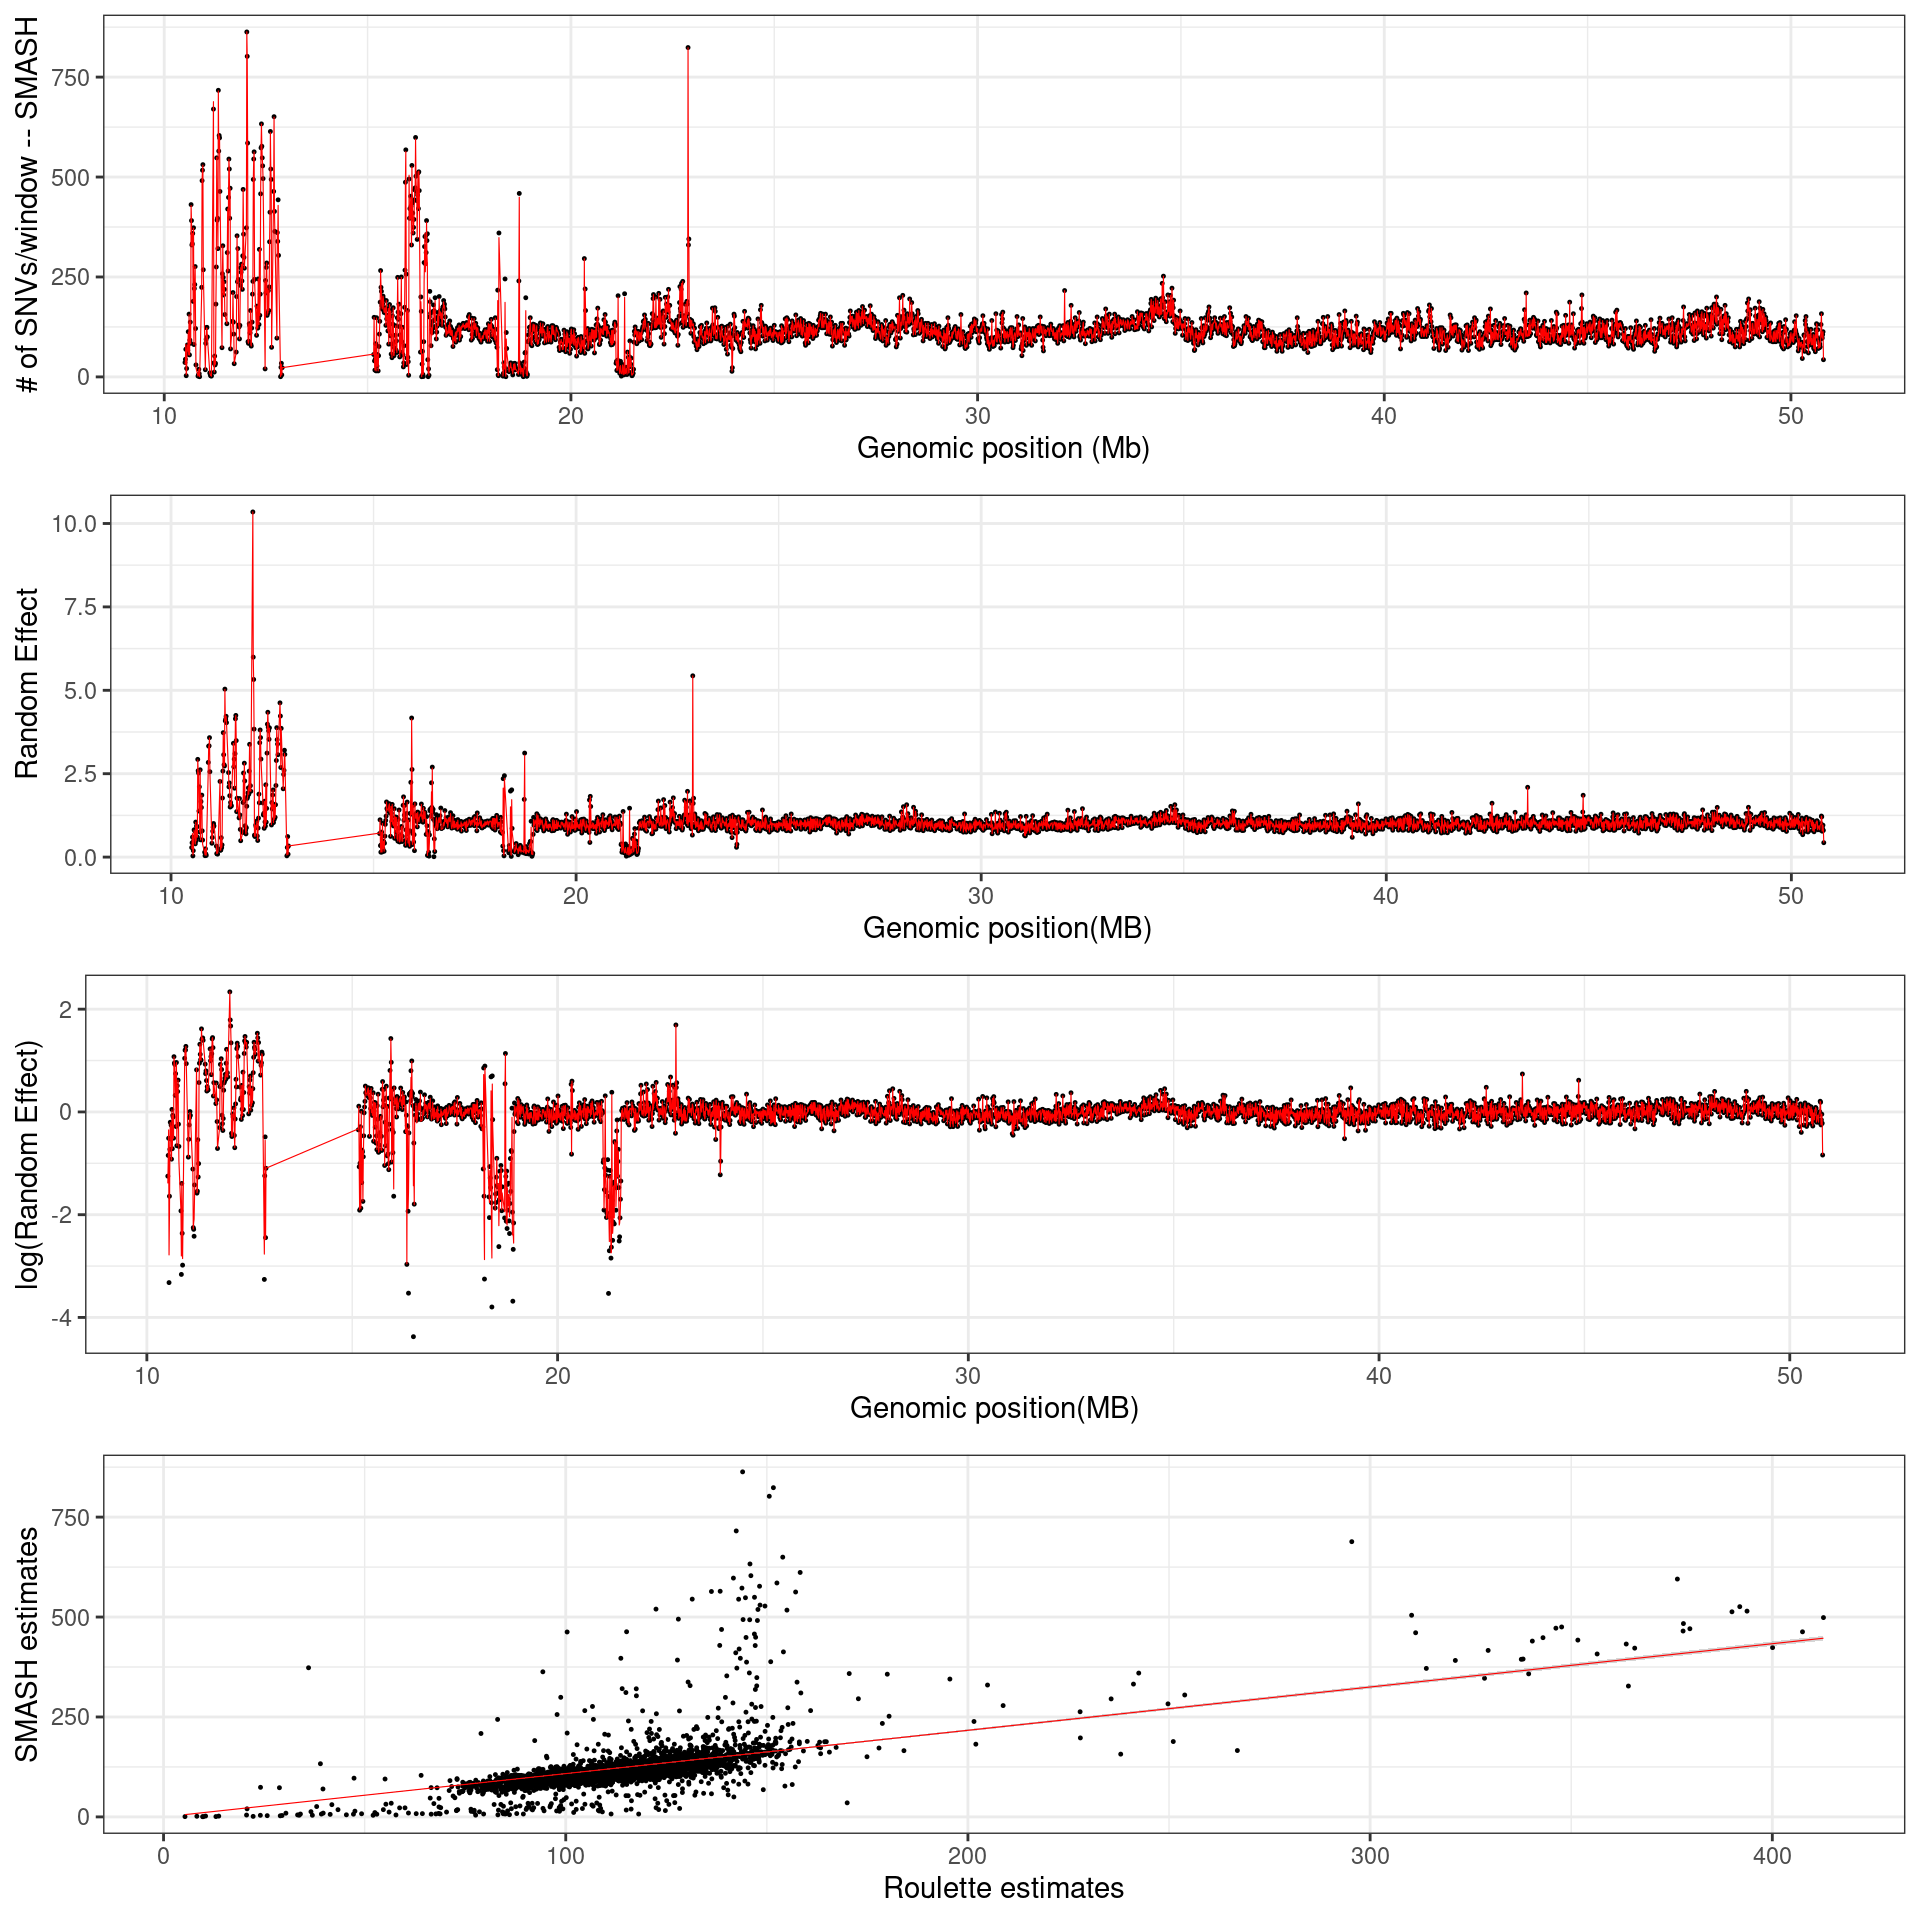 # of SNVs/window -- SMASH
750
500
250
0
10 20 30 40 50
Genomic position (Mb)
Random Effect
10.0
7.5
5.0
2.5
0.0
10 20 30 40 50
Genomic position(MB)
log(Random Effect)
2
0
-2
-4
10 20 30 40 50
Genomic position(MB)
SMASH estimates
750
500
250
0
0 100 200 300 400
Roulette estimates